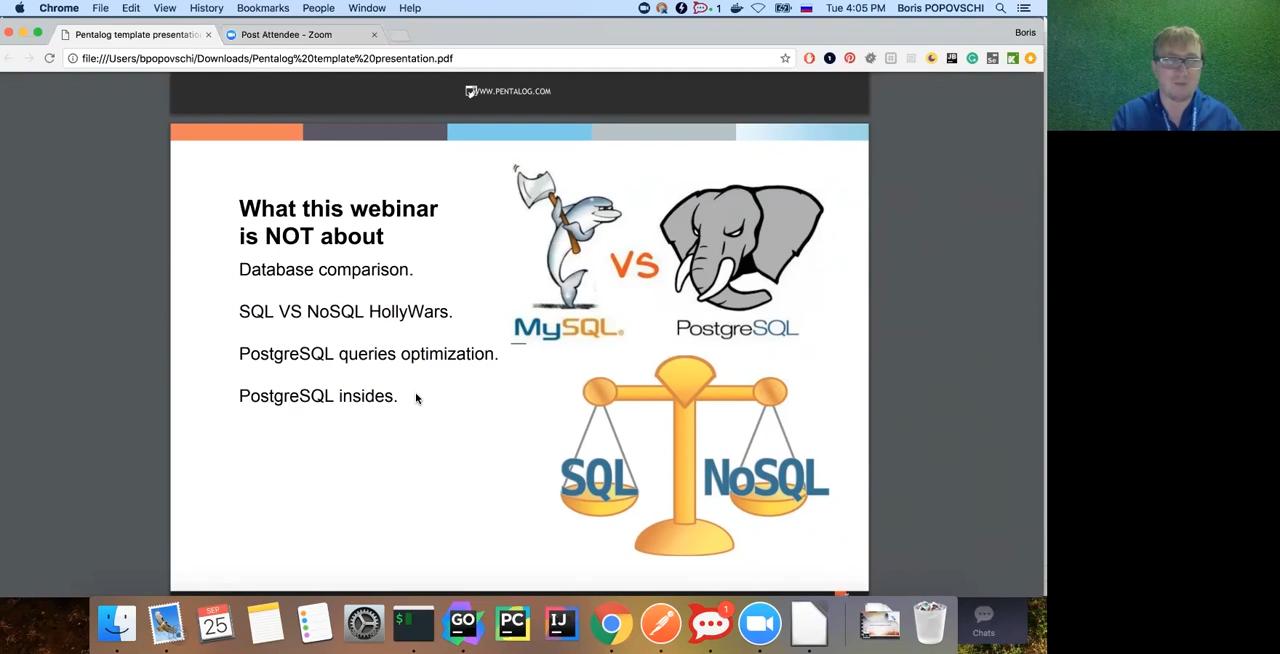 Chrome File Edit View History Bookmarks People Window Help
1 Tue 4:05 PM Boris POPOVSCHI
Pentalog template presentatio
Post Attendee - Zoom
Boris
file:///Users/bpopovschi/Downloads/Pentalog%20template%20presentation.pdf
WWW.PENTALOG.COM
What this webinar
is NOT about
Database comparison.
SQL VS NoSQL HollyWars.
PostgreSQL queries optimization.
PostgreSQL insides.
VS
MySQL®
PostgreSQL
SQL
NoSQL
SEP
25
$
GO
PC
IJ
1
Chats